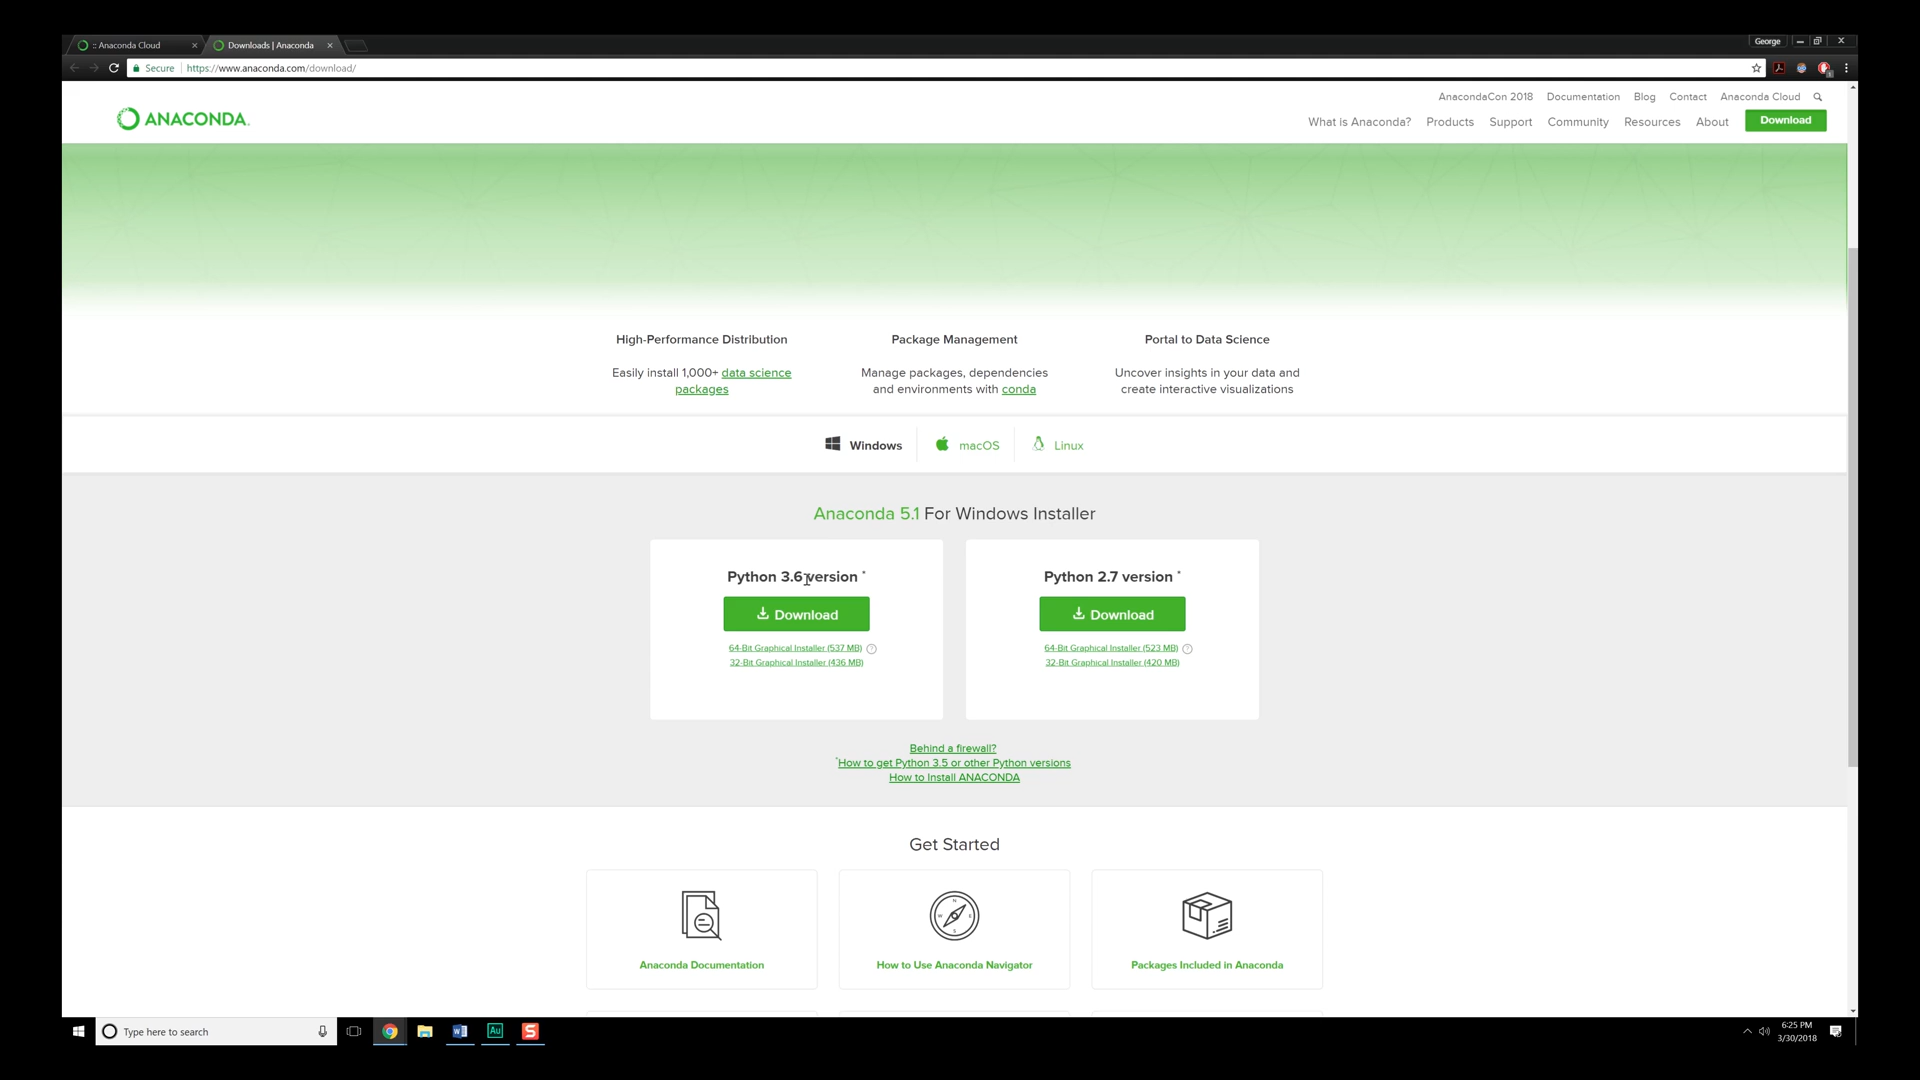 :: Anaconda Cloud
Downloads | Anaconda
George
Secure
https://www.anaconda.com/download/
AnacondaCon 2018 Documentation Blog Contact Anaconda Cloud
ANACONDA.
What is Anaconda? Products Support Community Resources About Download
High-Performance Distribution
Easily install 1,000+ data science
packages
Package Management
Manage packages, dependencies
and environments with conda
Portal to Data Science
Uncover insights in your data and
create interactive visualizations
Windows macOS Linux
Anaconda 5.1 For Windows Installer
Python 3.6 version *
Download
64-Bit Graphical Installer (537 MB) ?
32-Bit Graphical Installer (436 MB)
Python 2.7 version *
Download
64-Bit Graphical Installer (523 MB) ?
32-Bit Graphical Installer (420 MB)
Behind a firewall?
*How to get Python 3.5 or other Python versions
How to Install ANACONDA
Get Started
Anaconda Documentation
N
W E
S
How to Use Anaconda Navigator
Packages Included in Anaconda
Type here to search
W
Au
S
6:25 PM
3/30/2018